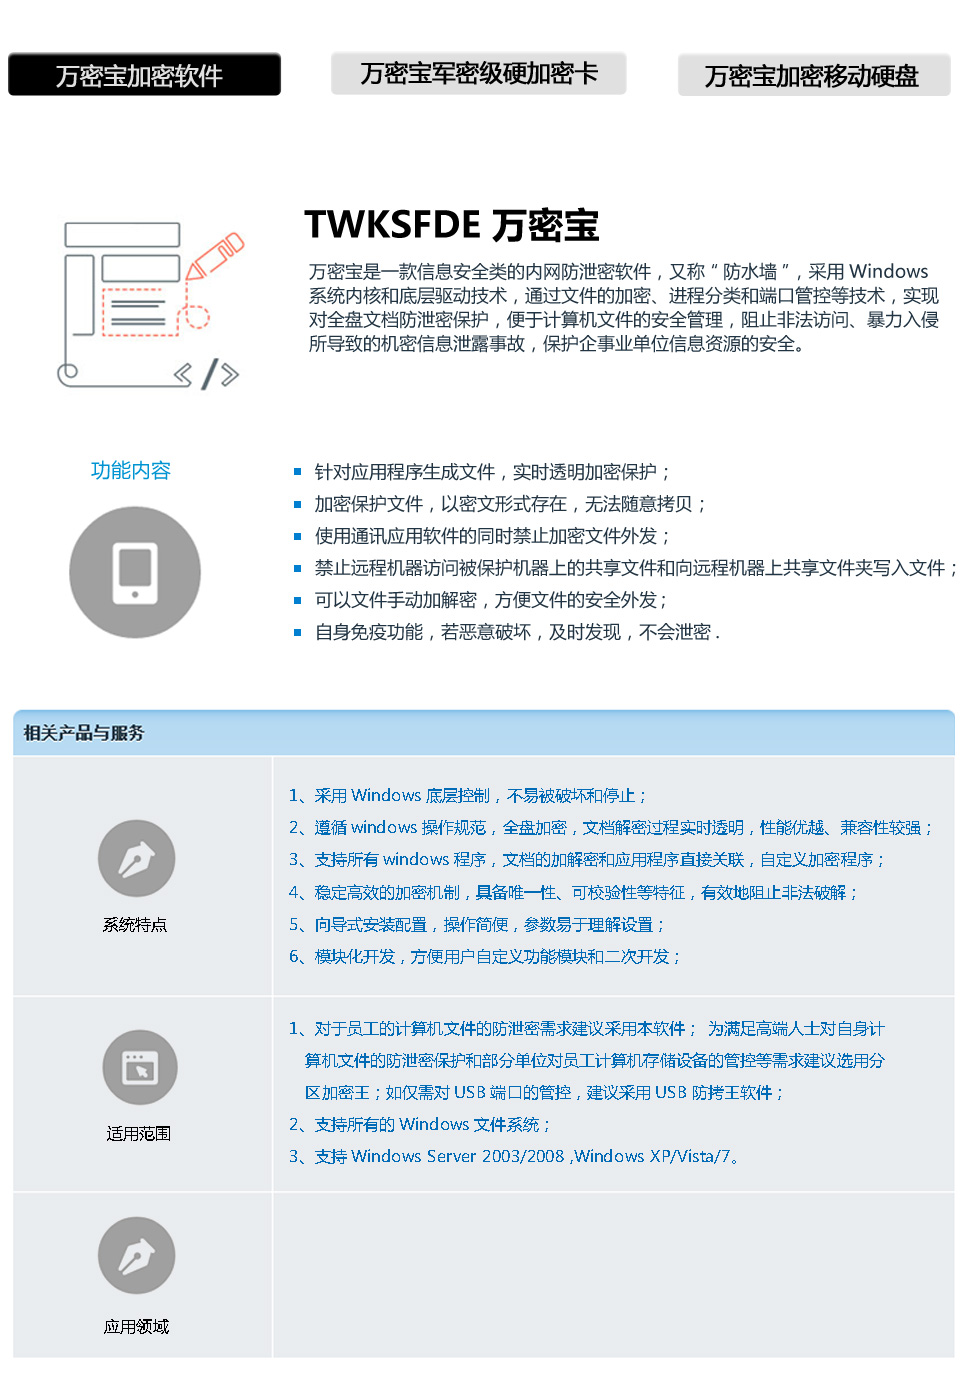 万密宝加密软件
万密宝军密级硬加密卡
万密宝加密移动硬盘
TWKSFDE 万密宝
万密宝是一款信息安全类的内网防泄密软件，又称 " 防水墙 "，采用 Windows
系统内核和底层驱动技术，通过文件的加密、进程分类和端口管控等技术，实现
对全盘文档防泄密保护，便于计算机文件的安全管理，阻止非法访问、暴力入侵
所导致的机密信息泄露事故，保护企事业单位信息资源的安全。
功能内容
针对应用程序生成文件，实时透明加密保护；
加密保护文件，以密文形式存在，无法随意拷贝；
使用通讯应用软件的同时禁止加密文件外发；
禁止远程机器访问被保护机器上的共享文件和向远程机器上共享文件夹写入文件；
可以文件手动加解密，方便文件的安全外发；
自身免疫功能，若恶意破坏，及时发现，不会泄密 .
相关产品与服务
1、采用 Windows 底层控制，不易被破坏和停止；
2、遵循 windows 操作规范，全盘加密，文档解密过程实时透明，性能优越、兼容性较强；
3、支持所有 windows 程序，文档的加解密和应用程序直接关联，自定义加密程序；
4、稳定高效的加密机制，具备唯一性、可校验性等特征，有效地阻止非法破解；
5、向导式安装配置，操作简便，参数易于理解设置；
6、模块化开发，方便用户自定义功能模块和二次开发；
系统特点
1、对于员工的计算机文件的防泄密需求建议采用本软件； 为满足高端人士对自身计
算机文件的防泄密保护和部分单位对员工计算机存储设备的管控等需求建议选用分
区加密王；如仅需对 USB 端口的管控，建议采用 USB 防拷王软件；
2、支持所有的 Windows 文件系统；
3、支持 Windows Server 2003/2008 ,Windows XP/Vista/7。
适用范围
应用领域